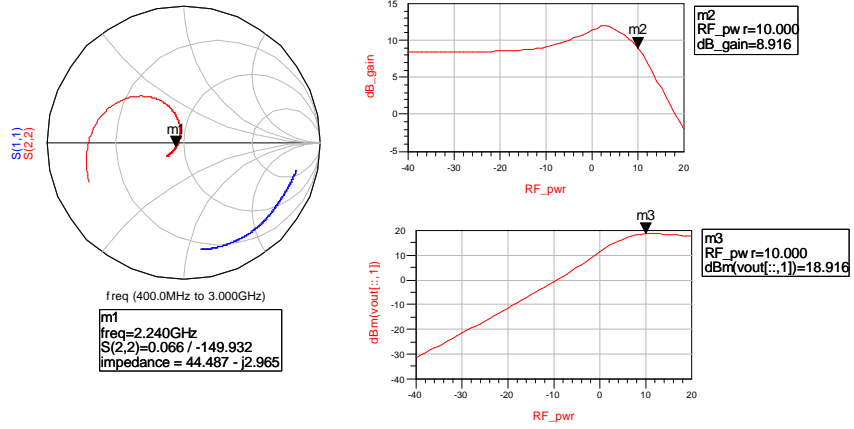 S(1,1)
S(2,2)
m1
freq (400.0MHz to 3.000GHz)
m1
freq=2.240GHz
S(2,2)=0.066 / -149.932
impedance = 44.487 - j2.965
15
10
5
0
-5
-40
-30
-20
-10
0
10
20
dB_gain
RF_pwr
m2
m2
RF_pwr=10.000
dB_gain=8.916
20
10
0
-10
-20
-30
-40
-40
-30
-20
-10
0
10
20
dBm(vout[::,1])
RF_pwr
m3
m3
RF_pwr=10.000
dBm(vout[::,1])=18.916